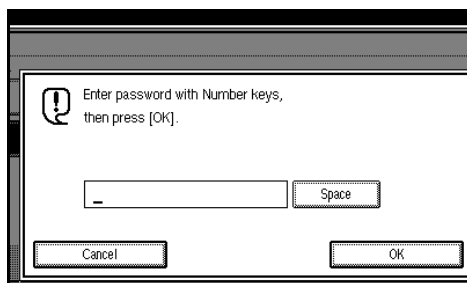 Enter password with Number keys,
then press [OK].
Space
Cancel
OK